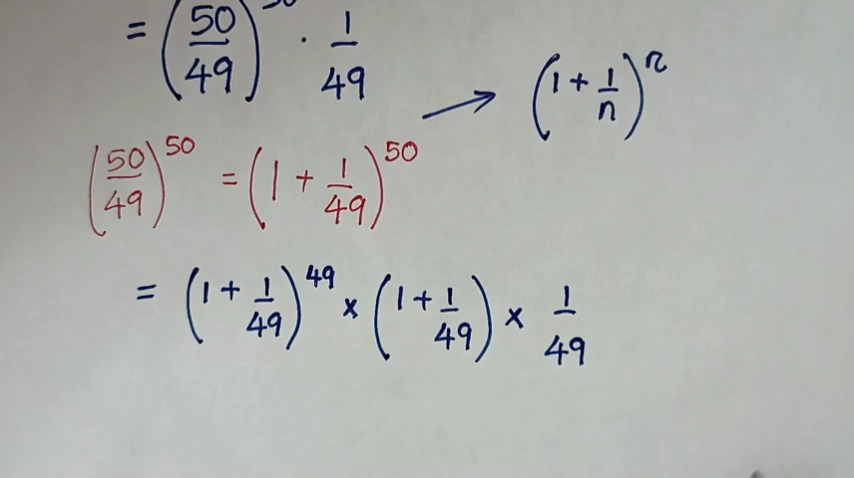 = (50/49)^50 · 1/49
→ (1 + 1/n)^n
(50/49)^50 = (1 + 1/49)^50
= (1 + 1/49)^49 × (1 + 1/49) × 1/49